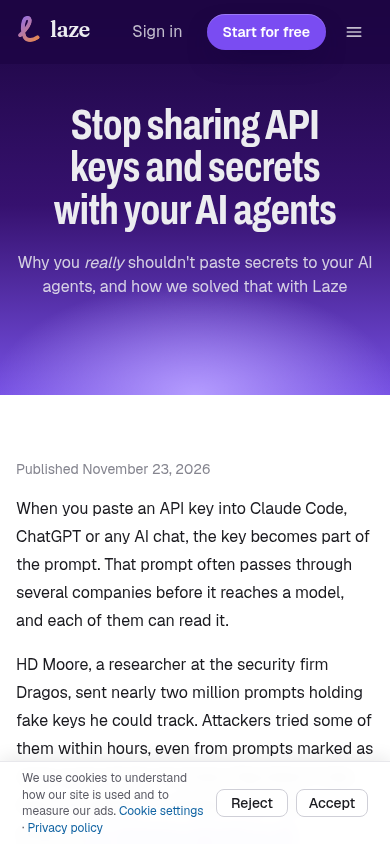 laze
Sign in
Start for free
Stop sharing API
keys and secrets
with your AI agents
Why you really shouldn't paste secrets to your AI
agents, and how we solved that with Laze
Published November 23, 2026
When you paste an API key into Claude Code,
ChatGPT or any AI chat, the key becomes part of
the prompt. That prompt often passes through
several companies before it reaches a model,
and each of them can read it.
HD Moore, a researcher at the security firm
Dragos, sent nearly two million prompts holding
fake keys he could track. Attackers tried some of
them within hours, even from prompts marked as
We use cookies to understand
how our site is used and to
measure our ads. Cookie settings
· Privacy policy
Reject
Accept